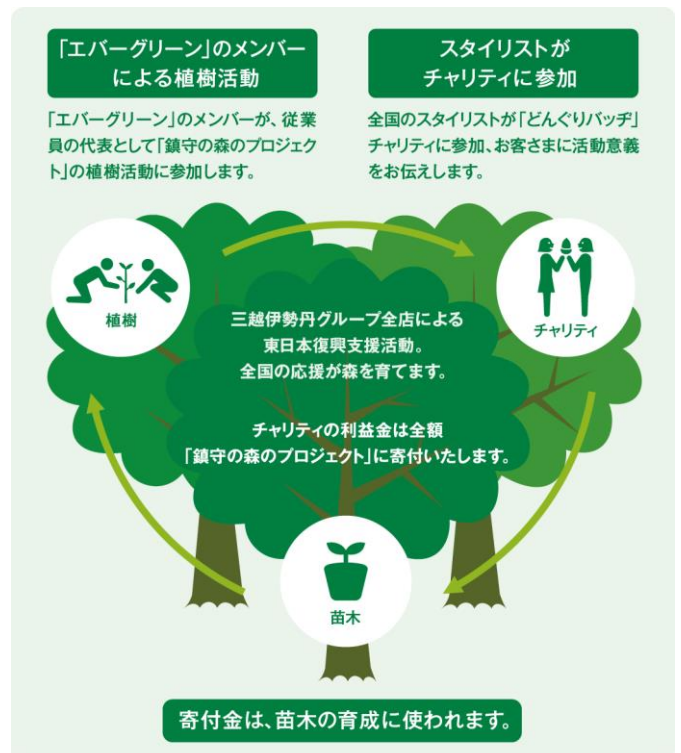 「エバーグリーン」のメンバー
による植樹活動
「エバーグリーン」のメンバーが、従業
員の代表として「鎮守の森のプロジェク
ト」の植樹活動に参加します。
スタイリストが
チャリティに参加
全国のスタイリストが「どんぐりバッヂ」
チャリティに参加、お客さまに活動意義
をお伝えします。
植樹
チャリティ
三越伊勢丹グループ全店による
東日本復興支援活動。
全国の応援が森を育てます。
チャリティの利益金は全額
「鎮守の森のプロジェクト」に寄付いたします。
苗木
寄付金は、苗木の育成に使われます。